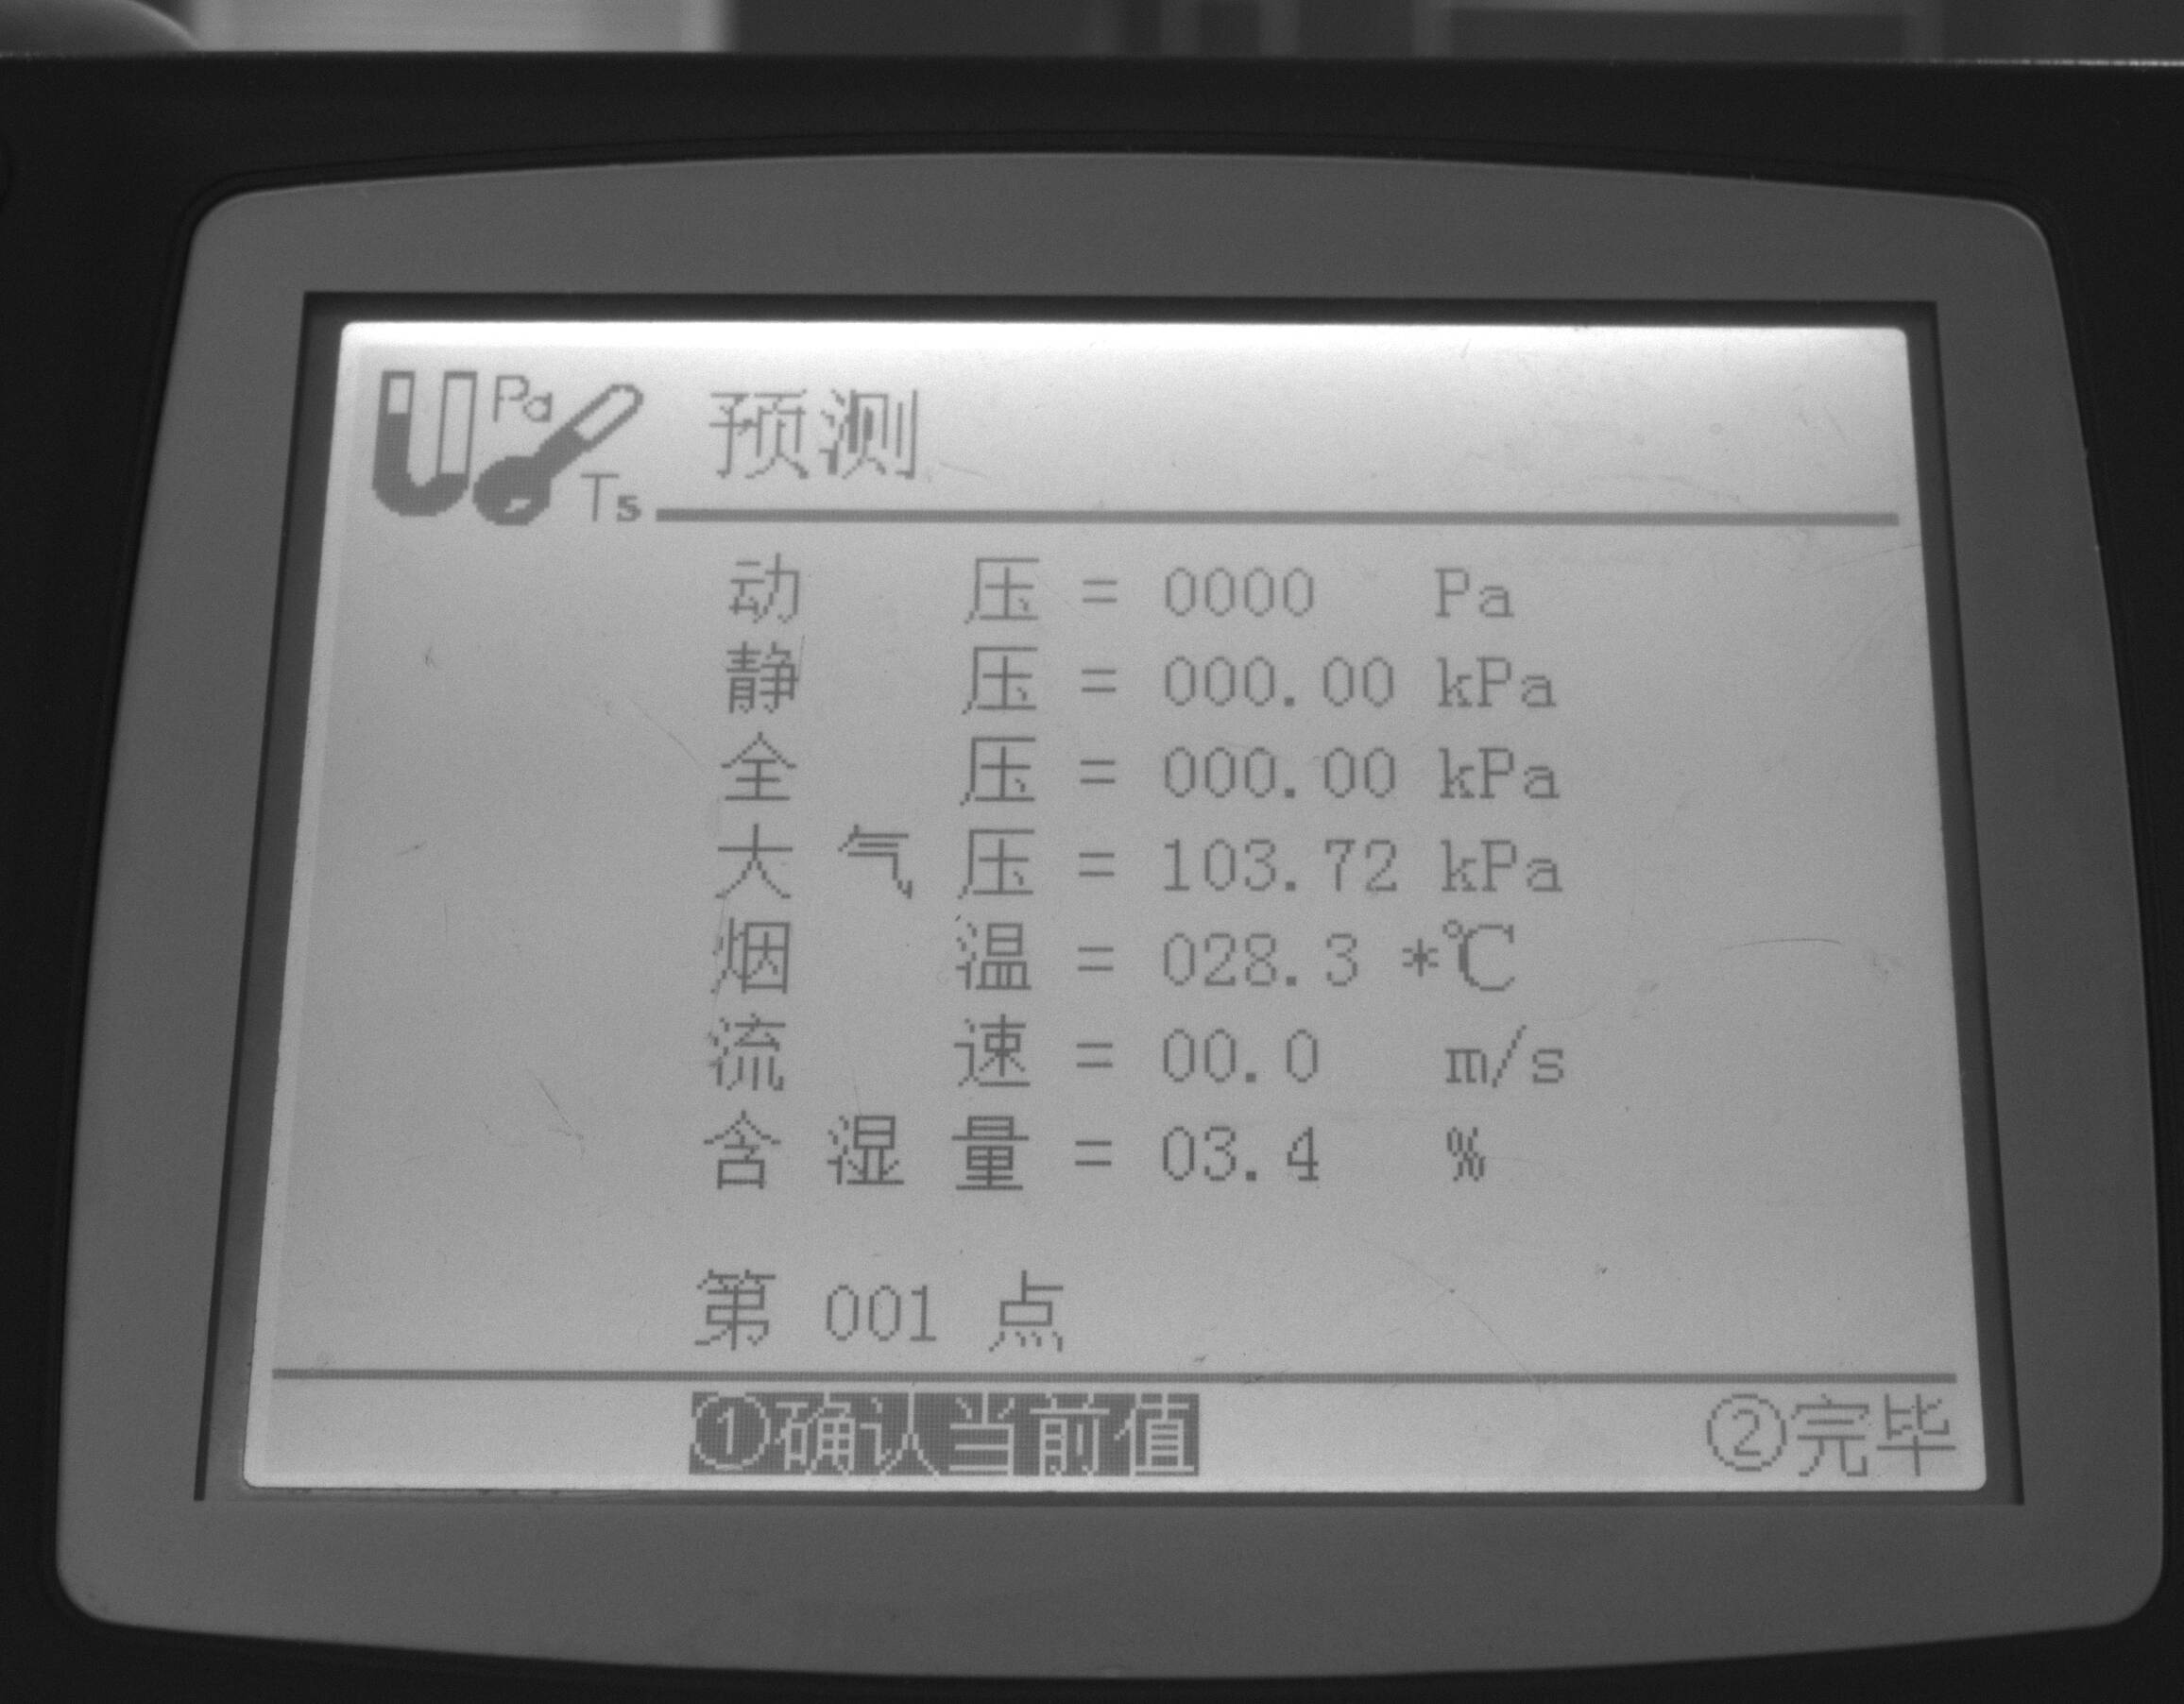 Pa Ts 预测
动 压 = 0000 Pa
静 压 = 000.00 kPa
全 压 = 000.00 kPa
大 气 压 = 103.72 kPa
烟 温 = 028.3 *℃
流 速 = 00.0 m/s
含 湿 量 = 03.4 %
第 001 点
①确认当前值 ②完毕